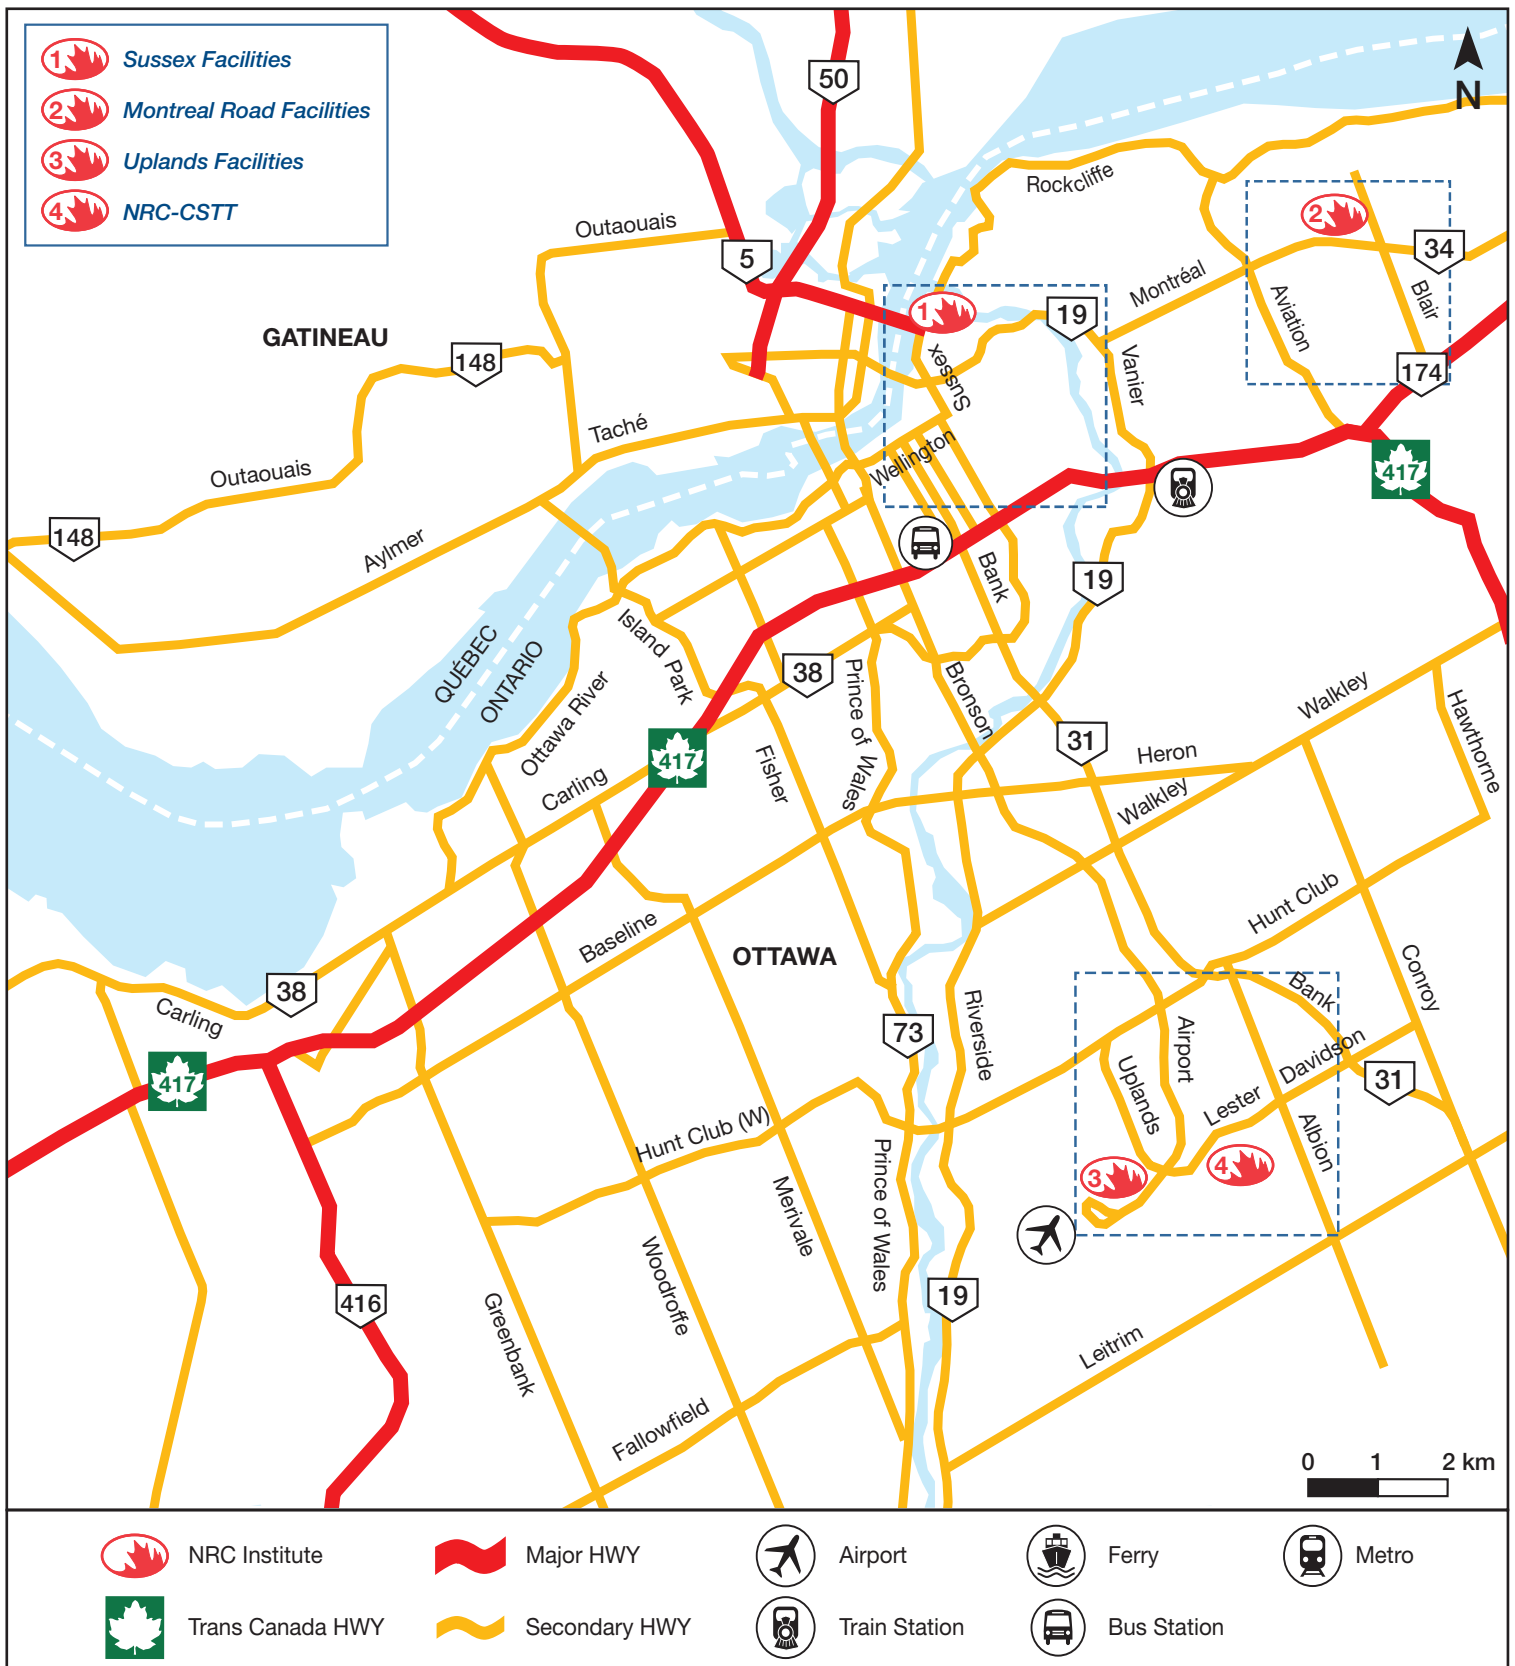 1 Sussex Facilities
2 Montreal Road Facilities
3 Uplands Facilities
4 NRC-CSTT
N
50
Rockcliffe
2
34
Outaouais
5
Montréal
Aviation
Blair
1
19
GATINEAU
148
Sussex
Vanier
174
Taché
Wellington
417
Outaouais
148
Aylmer
Bank
19
QUÉBEC
ONTARIO
Island Park
38
Prince of Wales
Bronson
Walkley
Hawthorne
Ottawa River
31
Heron
417
Fisher
Carling
Walkley
Baseline
OTTAWA
Hunt Club
Conroy
38
Carling
Bank
73
Riverside
Airport
Davidson
417
Uplands
31
Lester
Albion
Hunt Club (W)
3
4
Merivale
Prince of Wales
Woodroffe
416
19
Greenbank
Leitrim
Fallowfield
0 1 2 km
NRC Institute
Major HWY
Airport
Ferry
Metro
Trans Canada HWY
Secondary HWY
Train Station
Bus Station